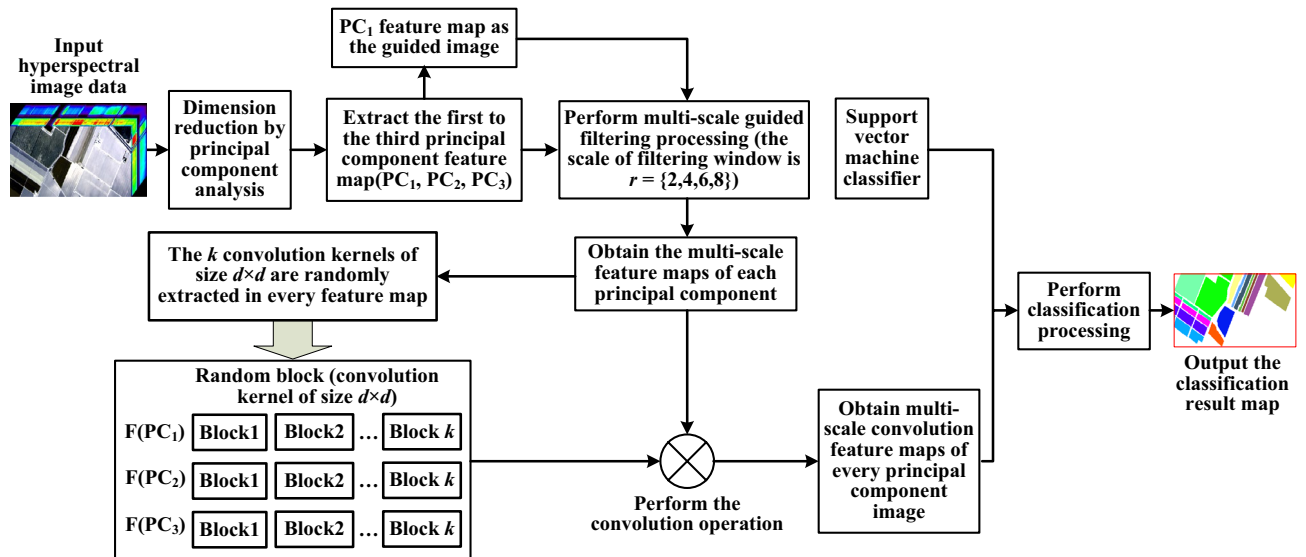 Input
hyperspectral
image data
Dimension
reduction by
principal
component
analysis
PC₁ feature map as
the guided image
Extract the first to
the third principal
component feature
map(PC₁, PC₂, PC₃)
Perform multi-scale guided
filtering processing (the
scale of filtering window is
r = {2,4,6,8})
Support
vector
machine
classifier
The k convolution kernels of
size d×d are randomly
extracted in every feature map
Obtain the multi-scale
feature maps of each
principal component
Random block (convolution
kernel of size d×d)
F(PC₁) Block1 Block2 … Block k
F(PC₂) Block1 Block2 … Block k
F(PC₃) Block1 Block2 … Block k
Perform the
convolution operation
Obtain multi-
scale convolution
feature maps of
every principal
component
image
Perform
classification
processing
Output the
classification
result map